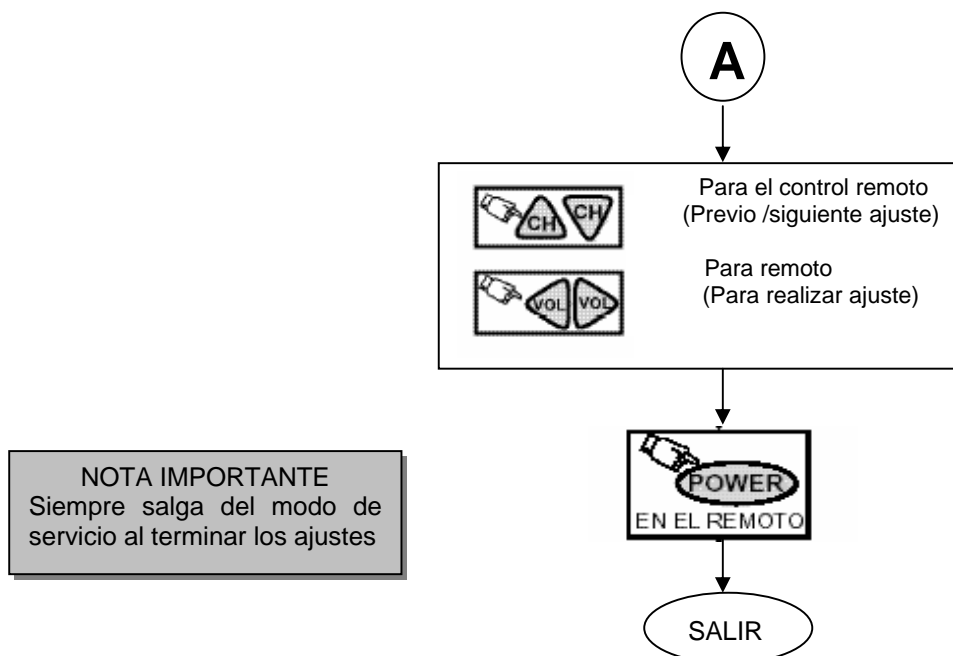 A
CH CH
Para el control remoto
(Previo /siguiente ajuste)
VOL VOL
Para remoto
(Para realizar ajuste)
POWER
EN EL REMOTO
NOTA IMPORTANTE
Siempre salga del modo de
servicio al terminar los ajustes
SALIR